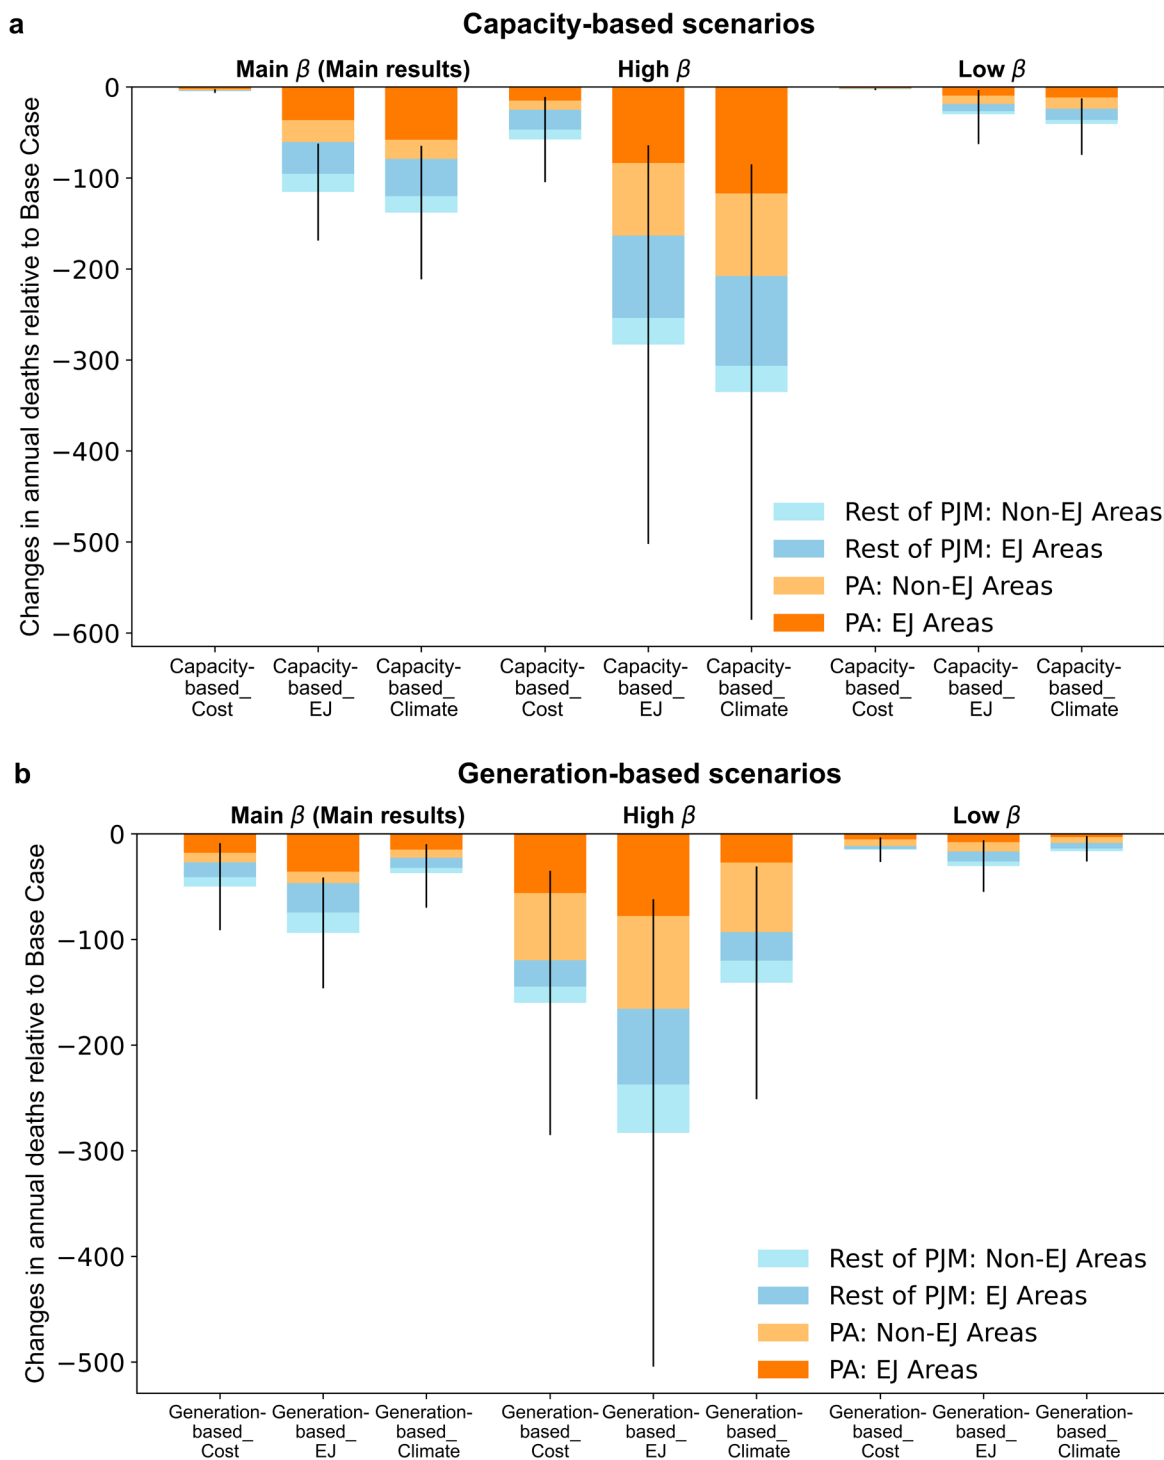 a
Capacity-based scenarios
Main β (Main results)
High β
Low β
Changes in annual deaths relative to Base Case
0
−100
−200
−300
−400
−500
−600
Rest of PJM: Non-EJ Areas
Rest of PJM: EJ Areas
PA: Non-EJ Areas
PA: EJ Areas
Capacity-
based_
Cost
Capacity-
based_
EJ
Capacity-
based_
Climate
Capacity-
based_
Cost
Capacity-
based_
EJ
Capacity-
based_
Climate
Capacity-
based_
Cost
Capacity-
based_
EJ
Capacity-
based_
Climate
b
Generation-based scenarios
Main β (Main results)
High β
Low β
Changes in annual deaths relative to Base Case
0
−100
−200
−300
−400
−500
Rest of PJM: Non-EJ Areas
Rest of PJM: EJ Areas
PA: Non-EJ Areas
PA: EJ Areas
Generation-
based_
Cost
Generation-
based_
EJ
Generation-
based_
Climate
Generation-
based_
Cost
Generation-
based_
EJ
Generation-
based_
Climate
Generation-
based_
Cost
Generation-
based_
EJ
Generation-
based_
Climate